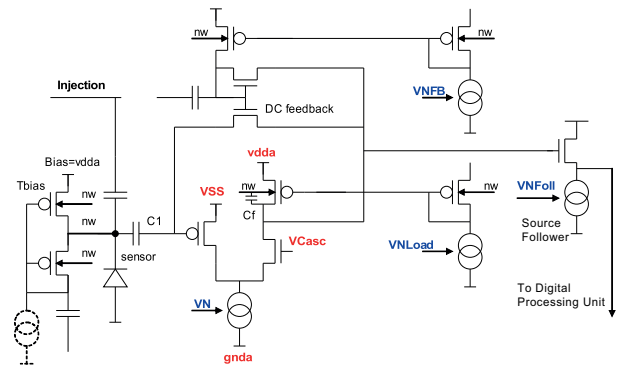 nw
nw
Injection
VNFB
DC feedback
Bias=vdda
vdda
Tbias
nw
VSS
nw
nw
VNFoll
Cf
nw
C1
Source
Follower
VCasc
VNLoad
nw
sensor
To Digital
Processing Unit
VN
gnda